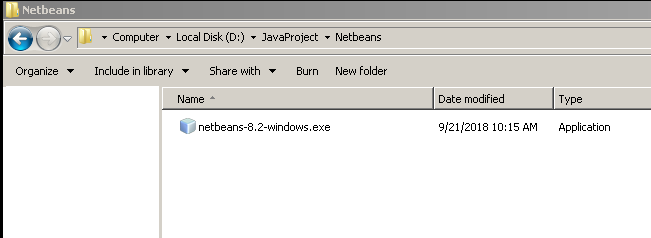 Netbeans
Computer Local Disk (D:) JavaProject Netbeans
Organize Include in library Share with Burn New folder
Name Date modified Type
netbeans-8.2-windows.exe 9/21/2018 10:15 AM Application